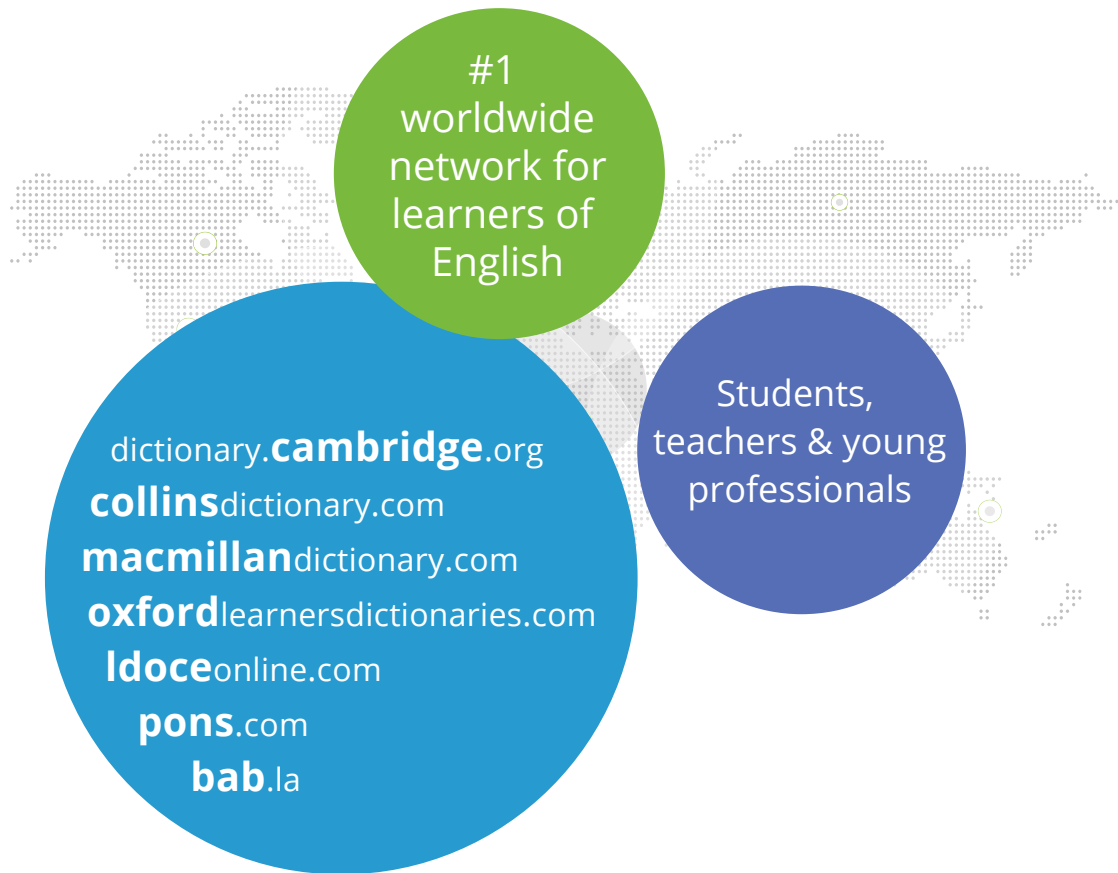 #1
worldwide
network for
learners of
English
Students,
teachers & young
professionals
dictionary.cambridge.org
collinsdictionary.com
macmillandictionary.com
oxfordlearnersdictionaries.com
ldoceonline.com
pons.com
bab.la